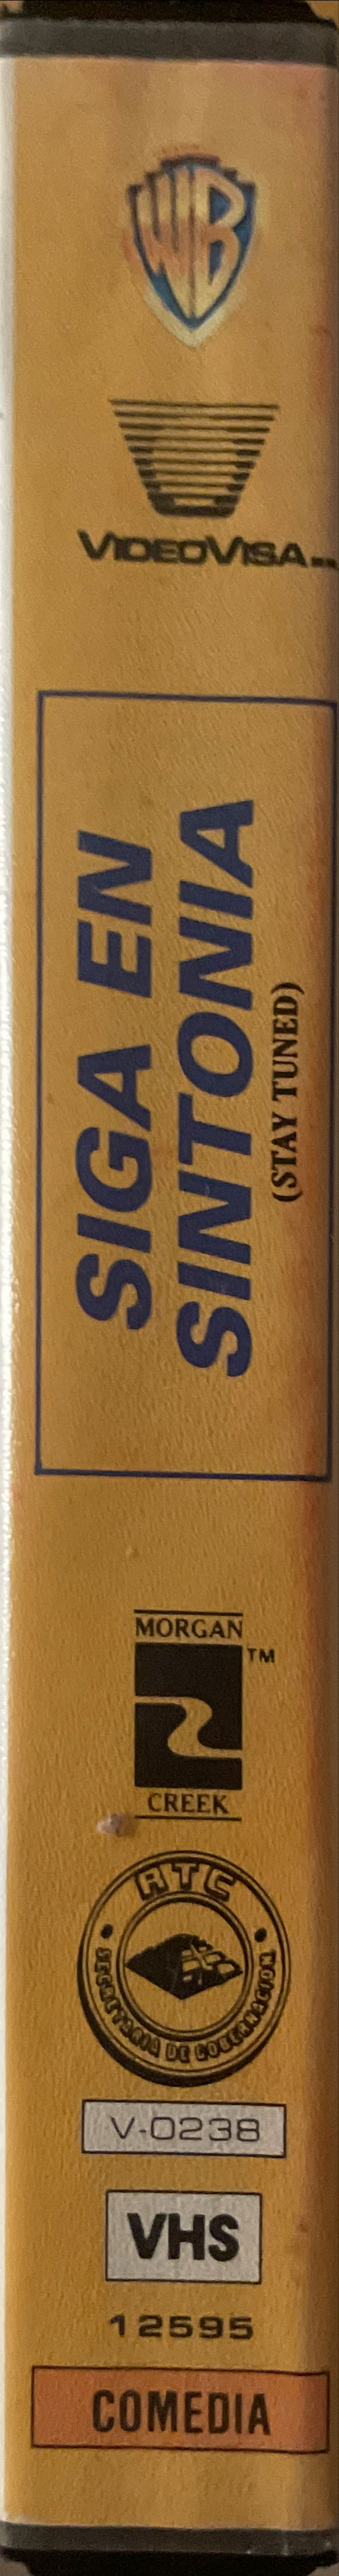 WB
VIDEOVISA
SIGA EN
SINTONIA
(STAY TUNED)
MORGAN
TM
CREEK
RTC
SECRETARIA DE GOBERNACION
V-0238
VHS
12595
COMEDIA